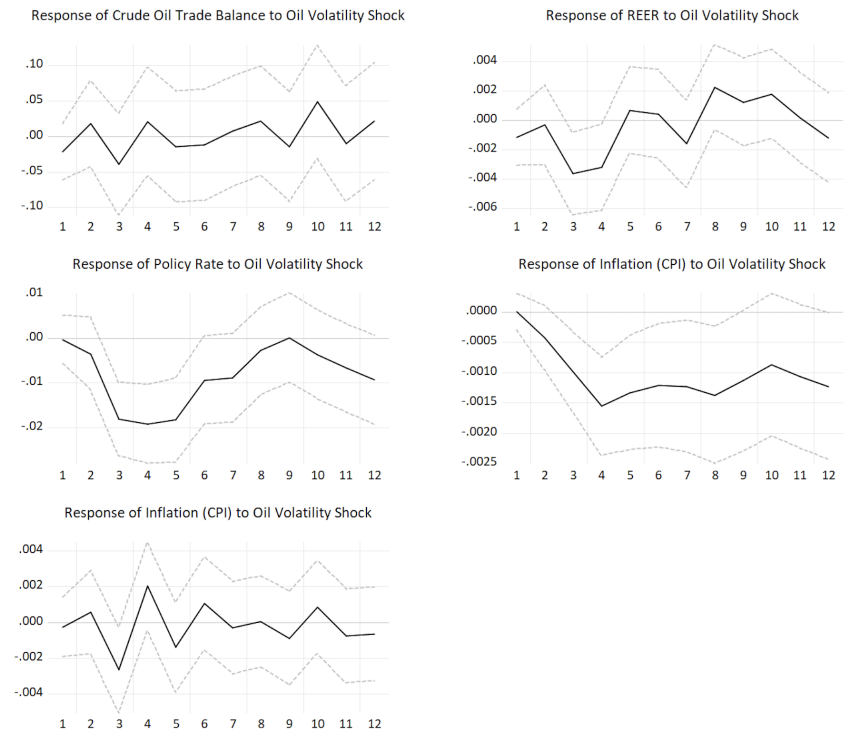 Response of Crude Oil Trade Balance to Oil Volatility Shock
.10
.05
.00
-.05
-.10
1 2 3 4 5 6 7 8 9 10 11 12
Response of REER to Oil Volatility Shock
.004
.002
.000
-.002
-.004
-.006
1 2 3 4 5 6 7 8 9 10 11 12
Response of Policy Rate to Oil Volatility Shock
.01
.00
-.01
-.02
1 2 3 4 5 6 7 8 9 10 11 12
Response of Inflation (CPI) to Oil Volatility Shock
.0000
-.0005
-.0010
-.0015
-.0020
-.0025
1 2 3 4 5 6 7 8 9 10 11 12
Response of Inflation (CPI) to Oil Volatility Shock
.004
.002
.000
-.002
-.004
1 2 3 4 5 6 7 8 9 10 11 12